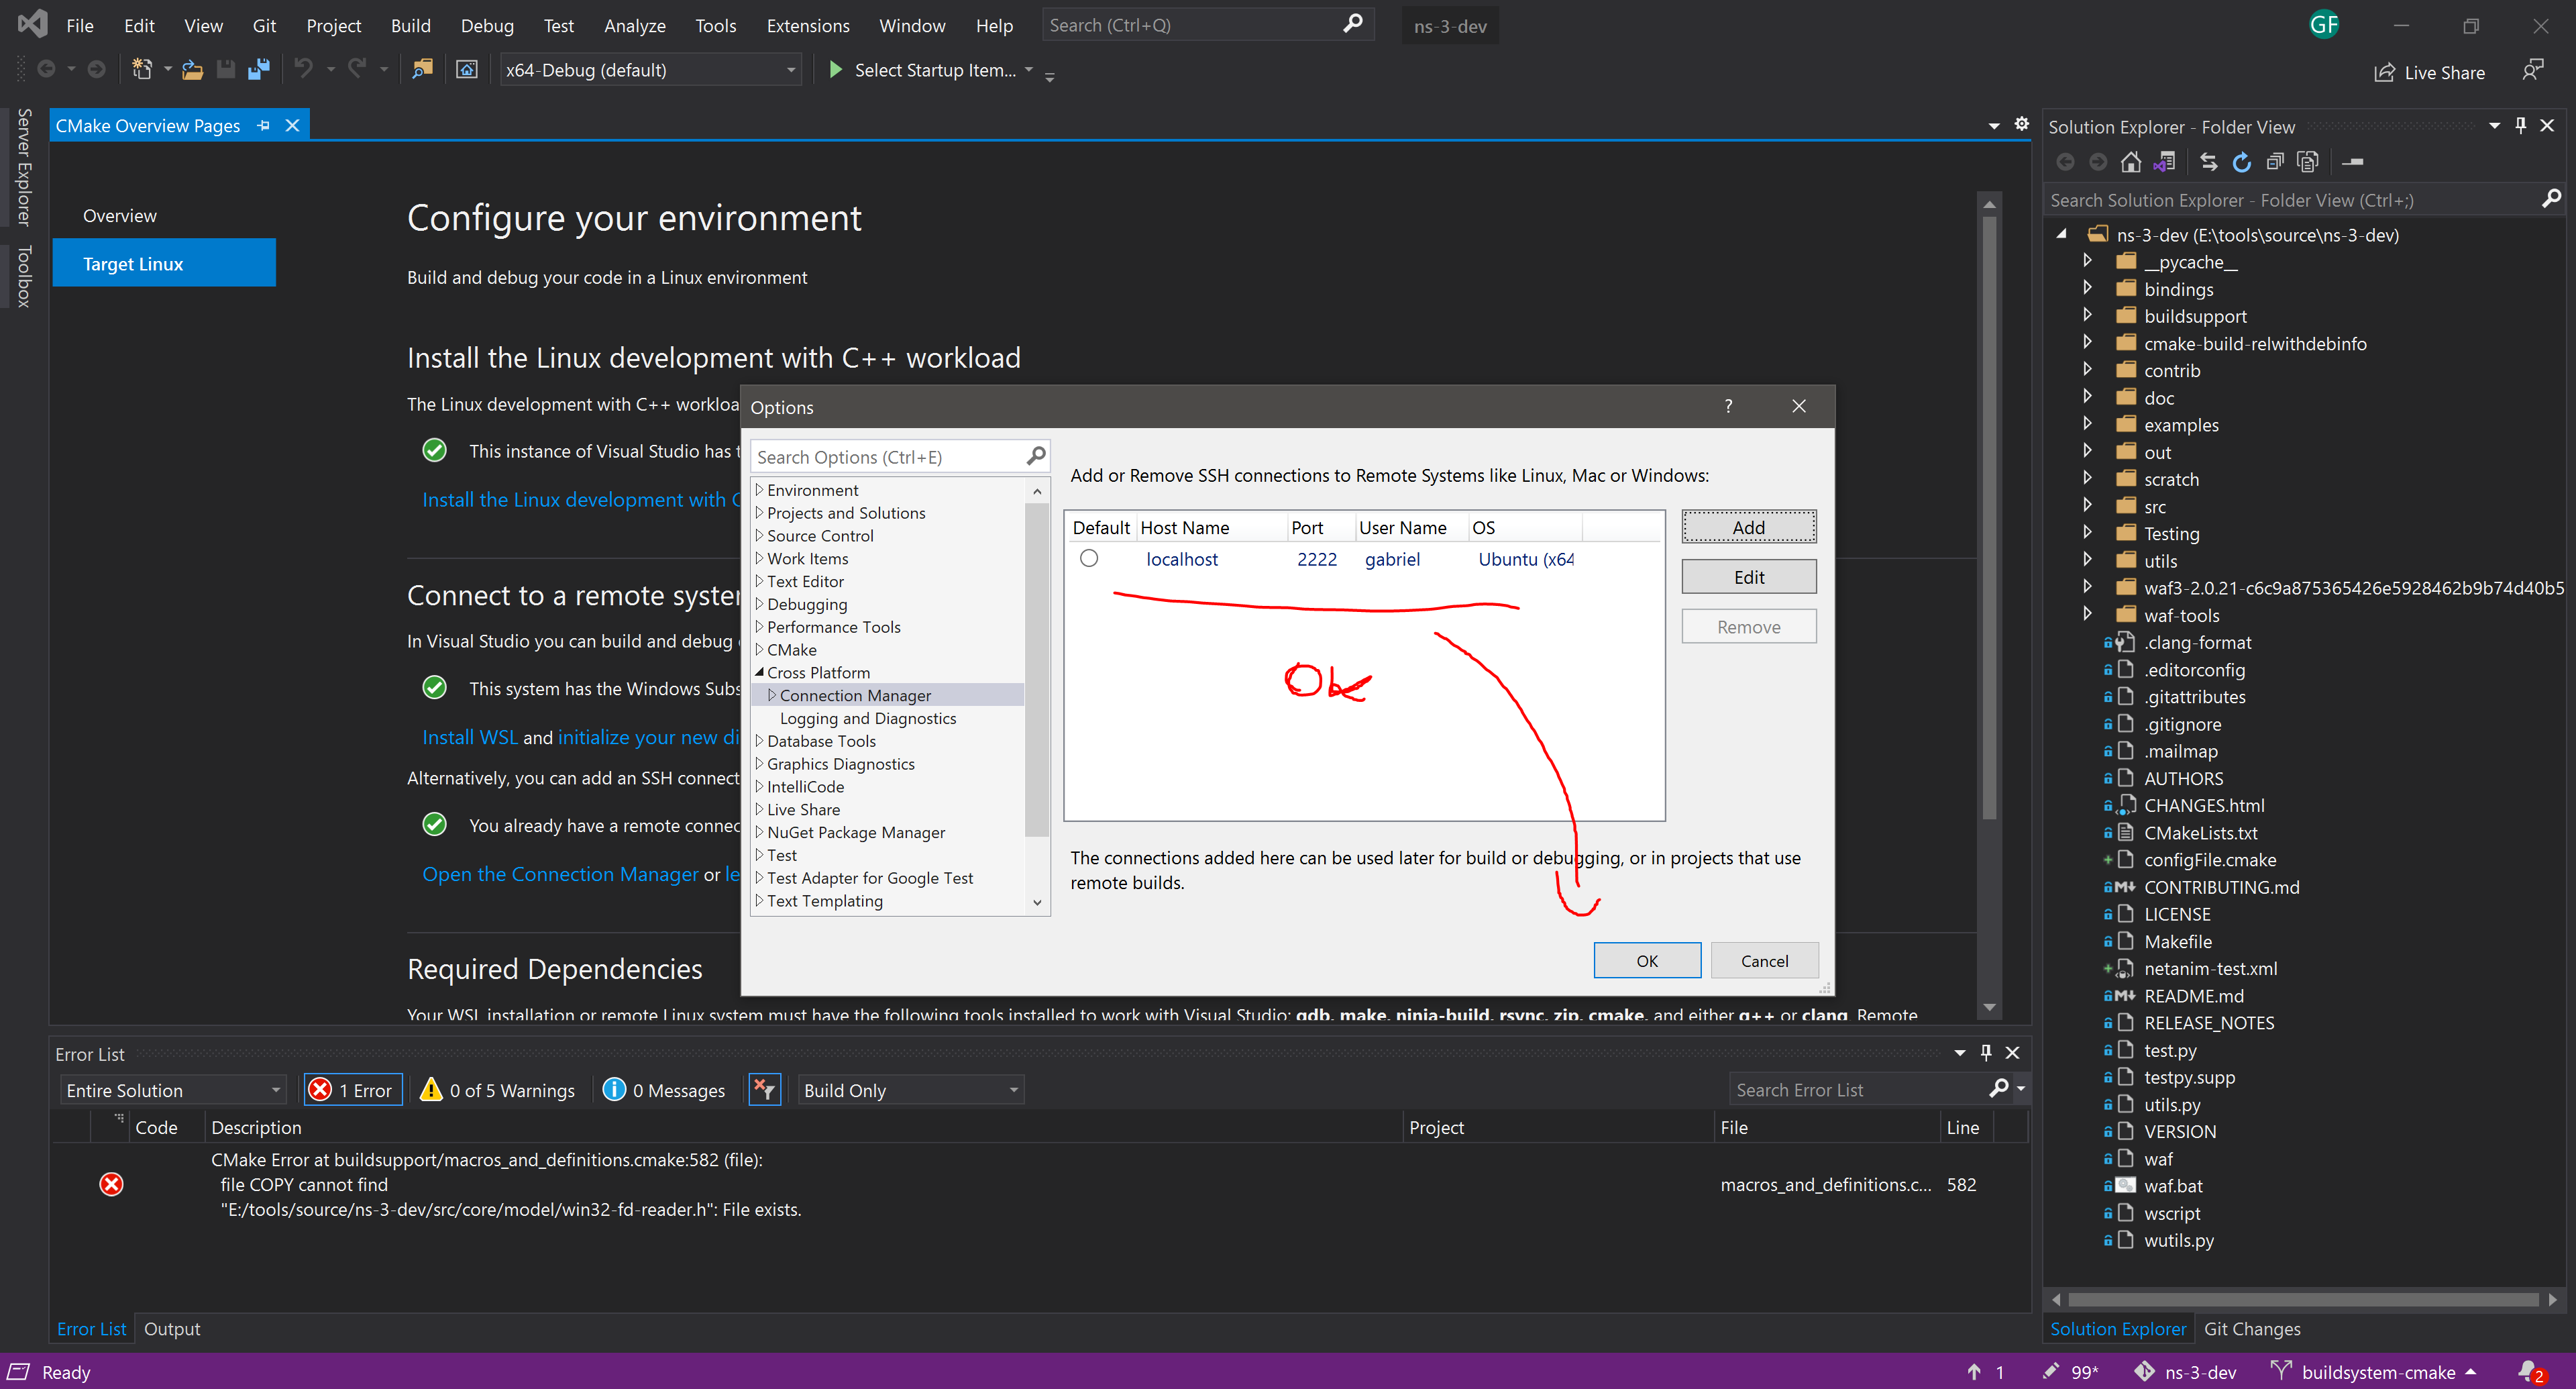 File Edit View Git Project Build Debug Test Analyze Tools Extensions Window Help Search (Ctrl+Q) ns-3-dev GF
x64-Debug (default) Select Startup Item... Live Share
Server Explorer
Toolbox
CMake Overview Pages
Overview
Target Linux
Configure your environment
Build and debug your code in a Linux environment
Install the Linux development with C++ workload
The Linux development with C++ workloa
This instance of Visual Studio has
Install the Linux development with C
Connect to a remote syster
In Visual Studio you can build and debug
This system has the Windows Subs
Install WSL and initialize your new di
Alternatively, you can add an SSH connect
You already have a remote connec
Open the Connection Manager or le
Required Dependencies
Your WSL installation or remote Linux system must have the following tools installed to work with Visual Studio: gdb, make, ninja-build, rsync, zip, cmake, and either g++ or clang. Remote
Options ?
Search Options (Ctrl+E)
Environment
Projects and Solutions
Source Control
Work Items
Text Editor
Debugging
Performance Tools
CMake
Cross Platform
Connection Manager
Logging and Diagnostics
Database Tools
Graphics Diagnostics
IntelliCode
Live Share
NuGet Package Manager
Test
Test Adapter for Google Test
Text Templating
Add or Remove SSH connections to Remote Systems like Linux, Mac or Windows:
Default Host Name Port User Name OS
localhost 2222 gabriel Ubuntu (x64
Add
Edit
Remove
Ok
The connections added here can be used later for build or debugging, or in projects that use
remote builds.
OK Cancel
Error List
Entire Solution 1 Error 0 of 5 Warnings 0 Messages Build Only Search Error List
Code Description Project File Line
CMake Error at buildsupport/macros_and_definitions.cmake:582 (file):
file COPY cannot find
"E:/tools/source/ns-3-dev/src/core/model/win32-fd-reader.h": File exists.
macros_and_definitions.c... 582
Error List Output
Solution Explorer - Folder View
Search Solution Explorer - Folder View (Ctrl+;)
ns-3-dev (E:\tools\source\ns-3-dev)
__pycache__
bindings
buildsupport
cmake-build-relwithdebinfo
contrib
doc
examples
out
scratch
src
Testing
utils
waf3-2.0.21-c6c9a875365426e5928462b9b74d40b5
waf-tools
.clang-format
.editorconfig
.gitattributes
.gitignore
.mailmap
AUTHORS
CHANGES.html
CMakeLists.txt
configFile.cmake
CONTRIBUTING.md
LICENSE
Makefile
netanim-test.xml
README.md
RELEASE_NOTES
test.py
testpy.supp
utils.py
VERSION
waf
waf.bat
wscript
wutils.py
Solution Explorer Git Changes
Ready 1 99* ns-3-dev buildsystem-cmake 2